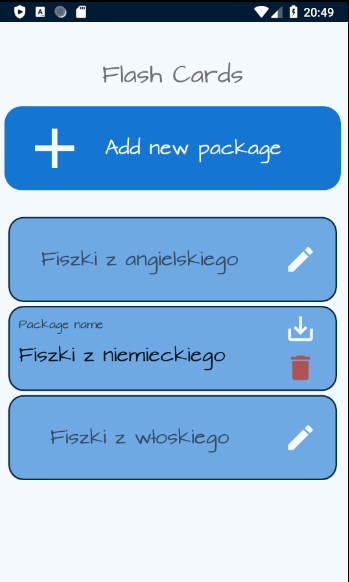 20:49
Flash Cards
Add new package
Fiszki z angielskiego
Package name
Fiszki z niemieckiego
Fiszki z włoskiego